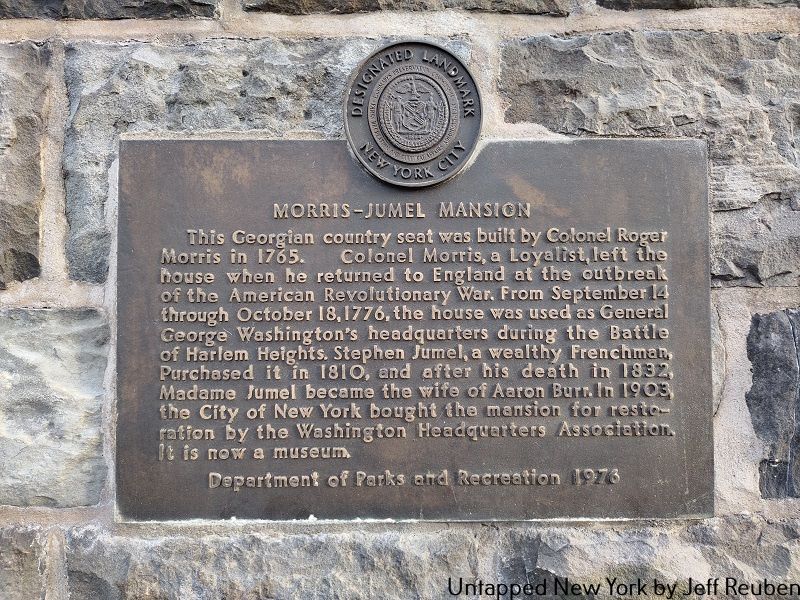 DESIGNATED LANDMARK
NEW YORK CITY
MORRIS-JUMEL MANSION
This Georgian country seat was built by Colonel Roger
Morris in 1765. Colonel Morris, a Loyalist, left the
house when he returned to England at the outbreak
of the American Revolutionary War. From September 14
through October 18, 1776, the house was used as General
George Washington's headquarters during the Battle
of Harlem Heights. Stephen Jumel, a wealthy Frenchman,
Purchased it in 1810, and after his death in 1832,
Madame Jumel became the wife of Aaron Burr. In 1903,
the City of New York bought the mansion for resto-
ration by the Washington Headquarters Association.
It is now a museum.
Department of Parks and Recreation 1976
Untapped New York by Jeff Reuben